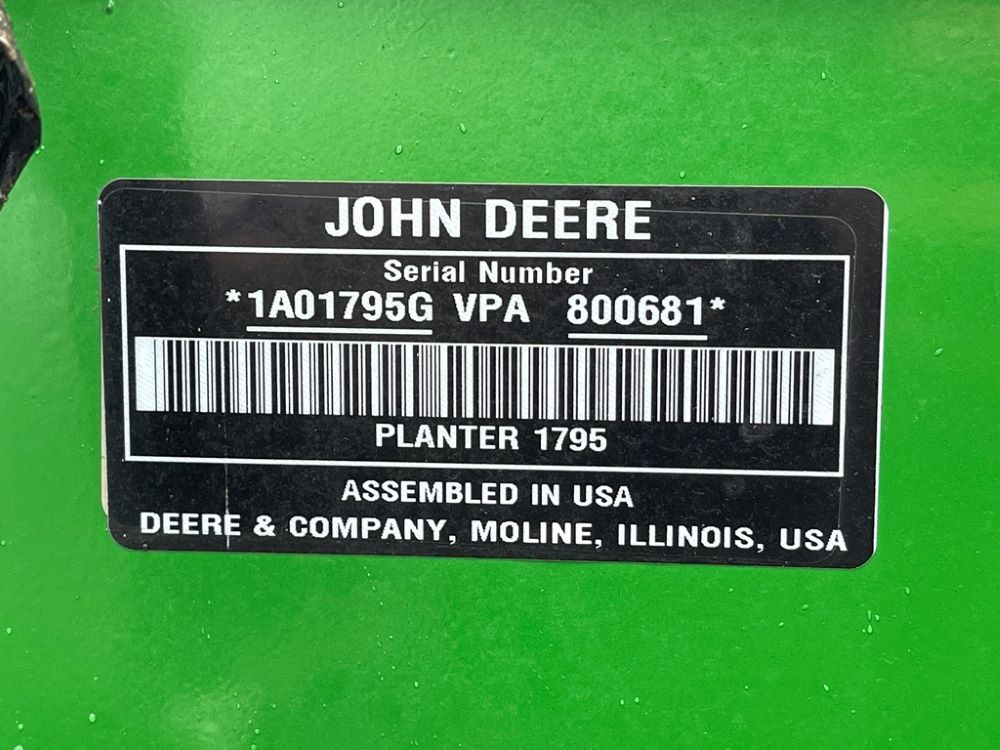 JOHN DEERE
Serial Number
*1A01795G VPA 800681*
PLANTER 1795
ASSEMBLED IN USA
DEERE & COMPANY, MOLINE, ILLINOIS, USA